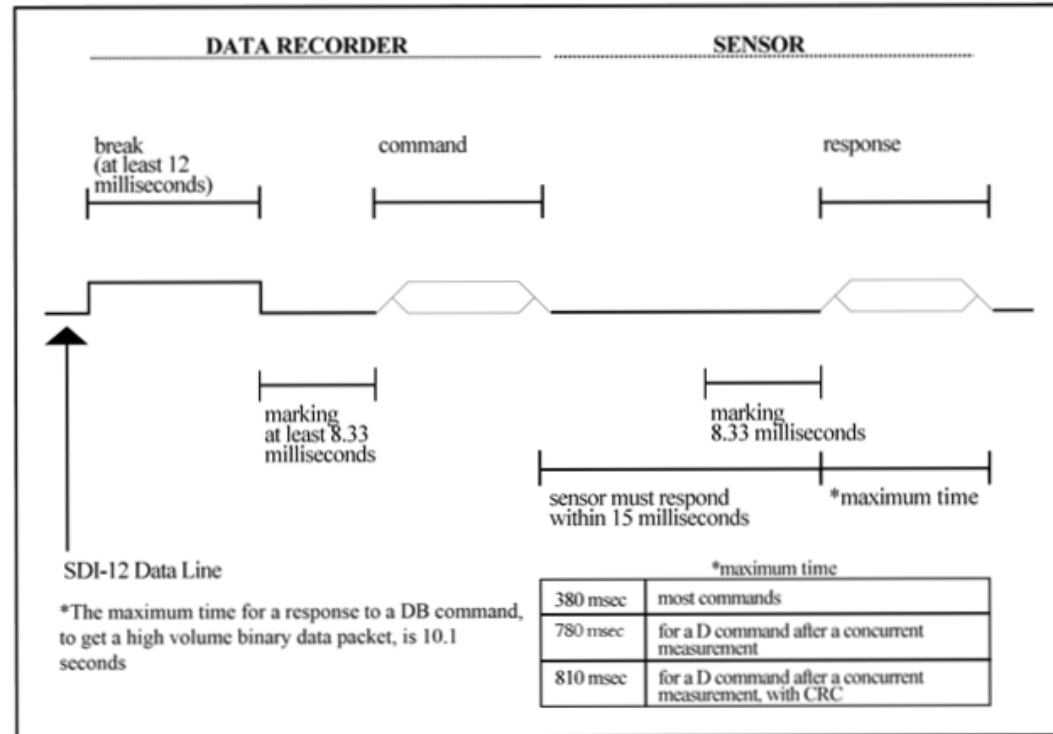 DATA RECORDER
SENSOR
break
(at least 12
milliseconds)
command
response
marking
at least 8.33
milliseconds
marking
8.33 milliseconds
sensor must respond
within 15 milliseconds
*maximum time
SDI-12 Data Line
*The maximum time for a response to a DB command,
to get a high volume binary data packet, is 10.1
seconds
*maximum time
380 msec most commands
780 msec for a D command after a concurrent
measurement
810 msec for a D command after a concurrent
measurement, with CRC